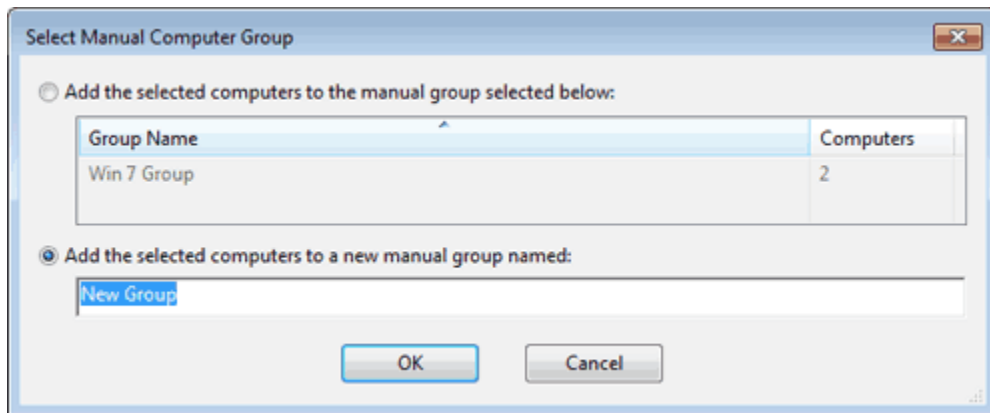 Select Manual Computer Group
Add the selected computers to the manual group selected below:
Group Name Computers
Win 7 Group 2
Add the selected computers to a new manual group named:
New Group
OK Cancel